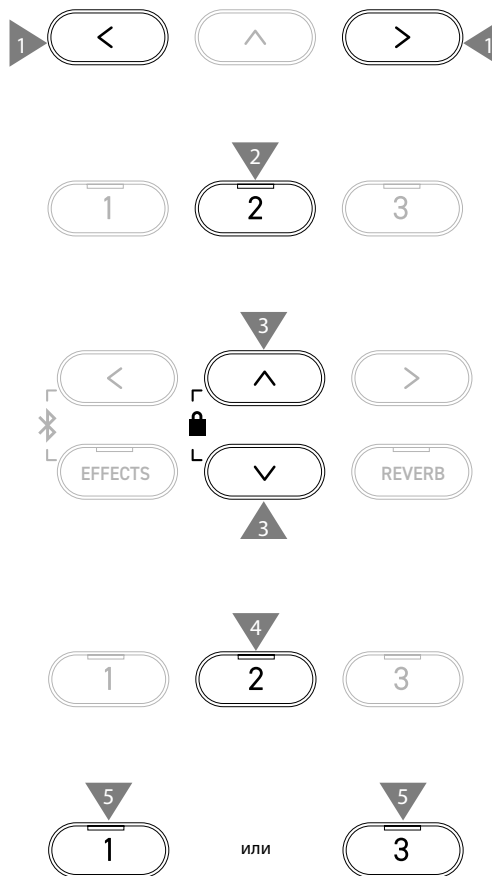 1 < ∧ > 1
2
1 2 3
3
< ∧ >
EFFECTS ∨ REVERB
3
4
1 2 3
5 5
1 или 3